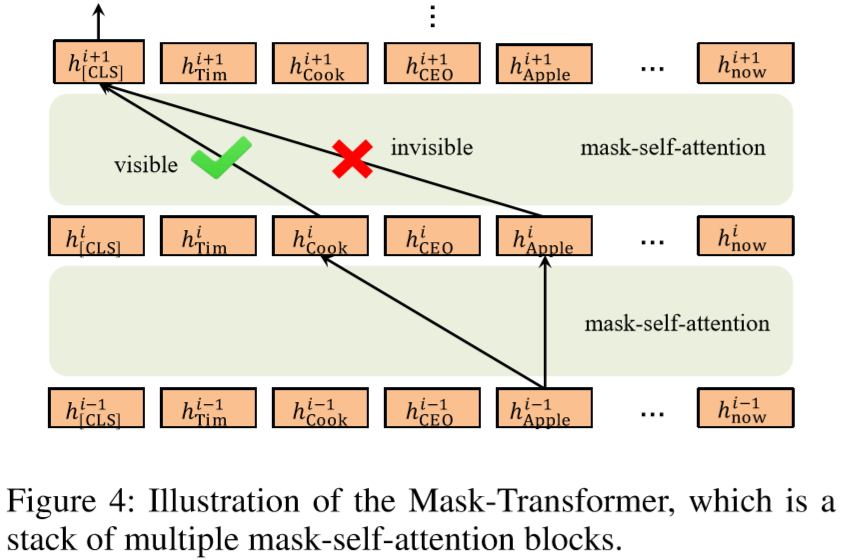 ⋮
h^{i+1}_{[CLS]} h^{i+1}_{Tim} h^{i+1}_{Cook} h^{i+1}_{CEO} h^{i+1}_{Apple} ... h^{i+1}_{now}
visible invisible mask-self-attention
h^{i}_{[CLS]} h^{i}_{Tim} h^{i}_{Cook} h^{i}_{CEO} h^{i}_{Apple} ... h^{i}_{now}
mask-self-attention
h^{i-1}_{[CLS]} h^{i-1}_{Tim} h^{i-1}_{Cook} h^{i-1}_{CEO} h^{i-1}_{Apple} ... h^{i-1}_{now}
Figure 4: Illustration of the Mask-Transformer, which is a
stack of multiple mask-self-attention blocks.